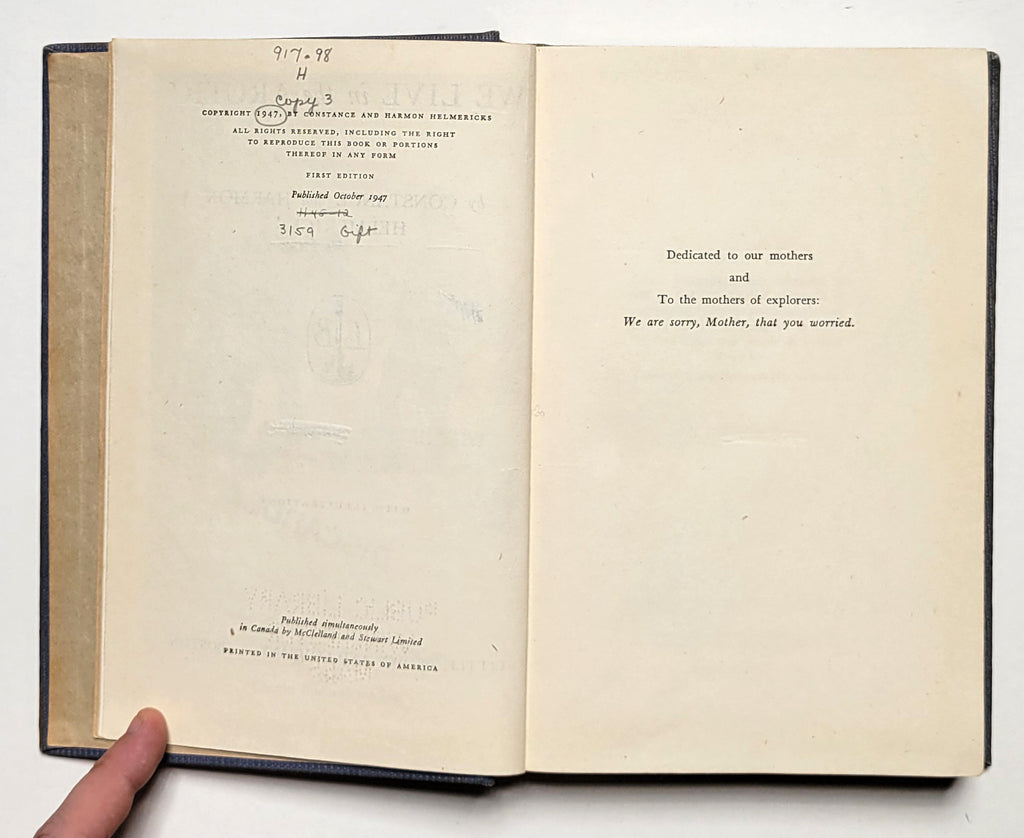 917.98
H
Copy 3
COPYRIGHT 1947, BY CONSTANCE AND HARMON HELMERICKS
ALL RIGHTS RESERVED, INCLUDING THE RIGHT
TO REPRODUCE THIS BOOK OR PORTIONS
THEREOF IN ANY FORM
FIRST EDITION
Published October 1947
3159 Gift
Published simultaneously
in Canada by McClelland and Stewart Limited
PRINTED IN THE UNITED STATES OF AMERICA
Dedicated to our mothers
and
To the mothers of explorers:
We are sorry, Mother, that you worried.